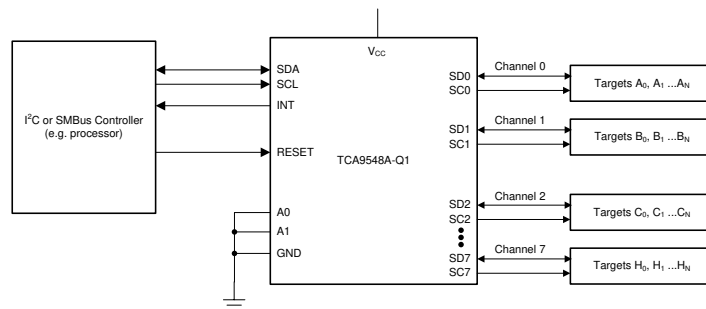 V_CC
I²C or SMBus Controller
(e.g. processor)
SDA
SCL
INT
RESET
A0
A1
GND
TCA9548A-Q1
SD0
SC0
Channel 0
Targets A₀, A₁ ...A_N
SD1
SC1
Channel 1
Targets B₀, B₁ ...B_N
SD2
SC2
Channel 2
Targets C₀, C₁ ...C_N
SD7
SC7
Channel 7
Targets H₀, H₁ ...H_N